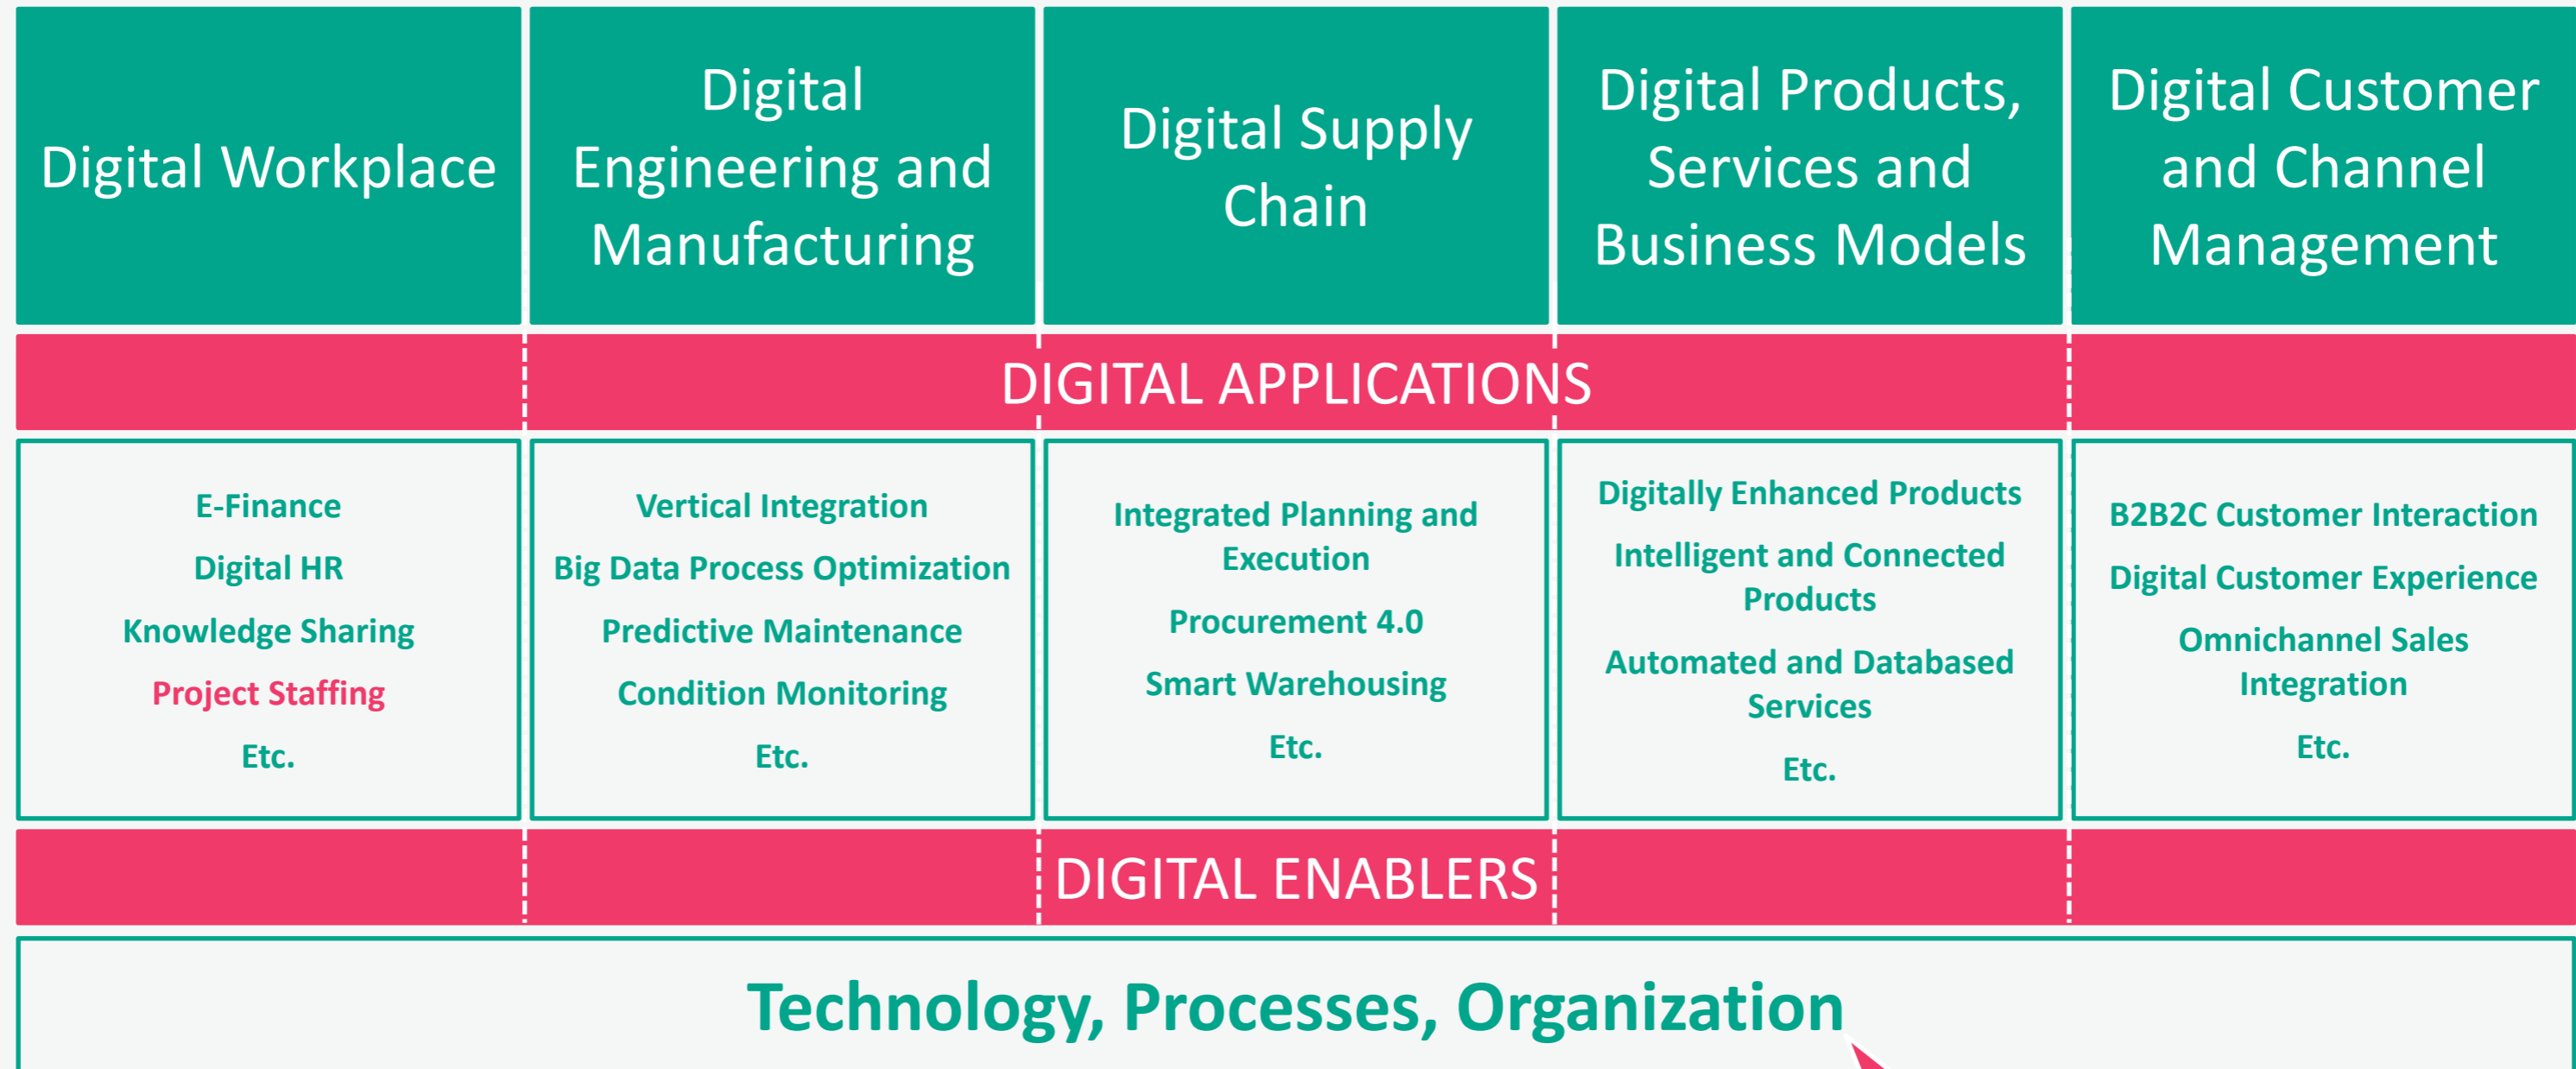 Digital Workplace
Digital
Engineering and
Manufacturing
Digital Supply
Chain
Digital Products,
Services and
Business Models
Digital Customer
and Channel
Management
DIGITAL APPLICATIONS
E-Finance
Digital HR
Knowledge Sharing
Project Staffing
Etc.
Vertical Integration
Big Data Process Optimization
Predictive Maintenance
Condition Monitoring
Etc.
Integrated Planning and
Execution
Procurement 4.0
Smart Warehousing
Etc.
Digitally Enhanced Products
Intelligent and Connected
Products
Automated and Databased
Services
Etc.
B2B2C Customer Interaction
Digital Customer Experience
Omnichannel Sales
Integration
Etc.
DIGITAL ENABLERS
Technology, Processes, Organization